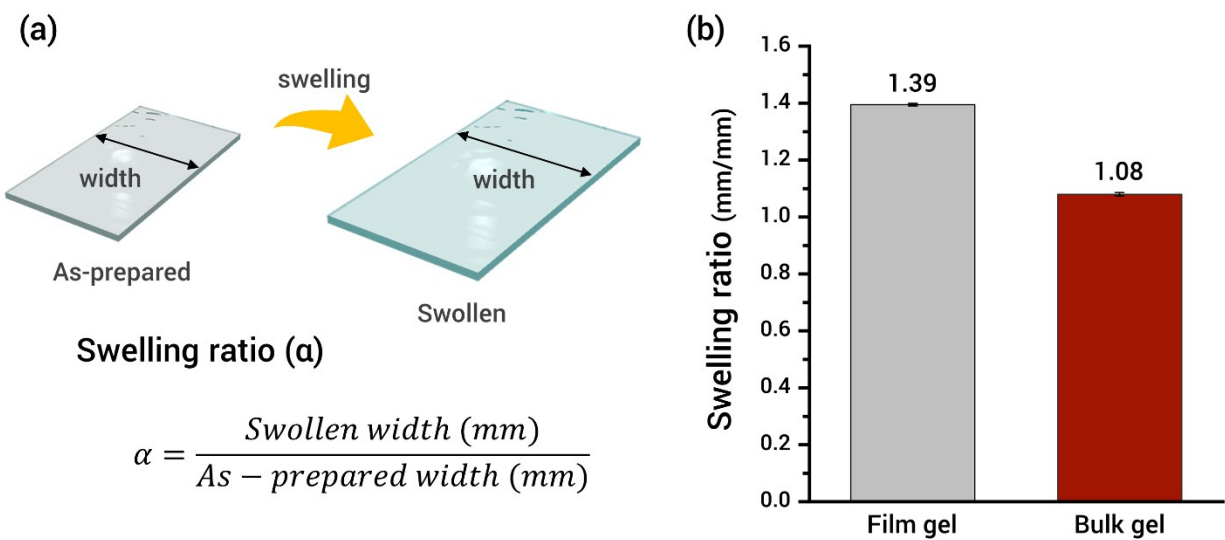 (a)
swelling
width
width
As-prepared
Swollen
Swelling ratio (α)
α = Swollen width (mm)
As − prepared width (mm)
(b)
Swelling ratio (mm/mm)
1.6
1.4
1.2
1.0
0.8
0.6
0.4
0.2
0.0
1.39
1.08
Film gel
Bulk gel